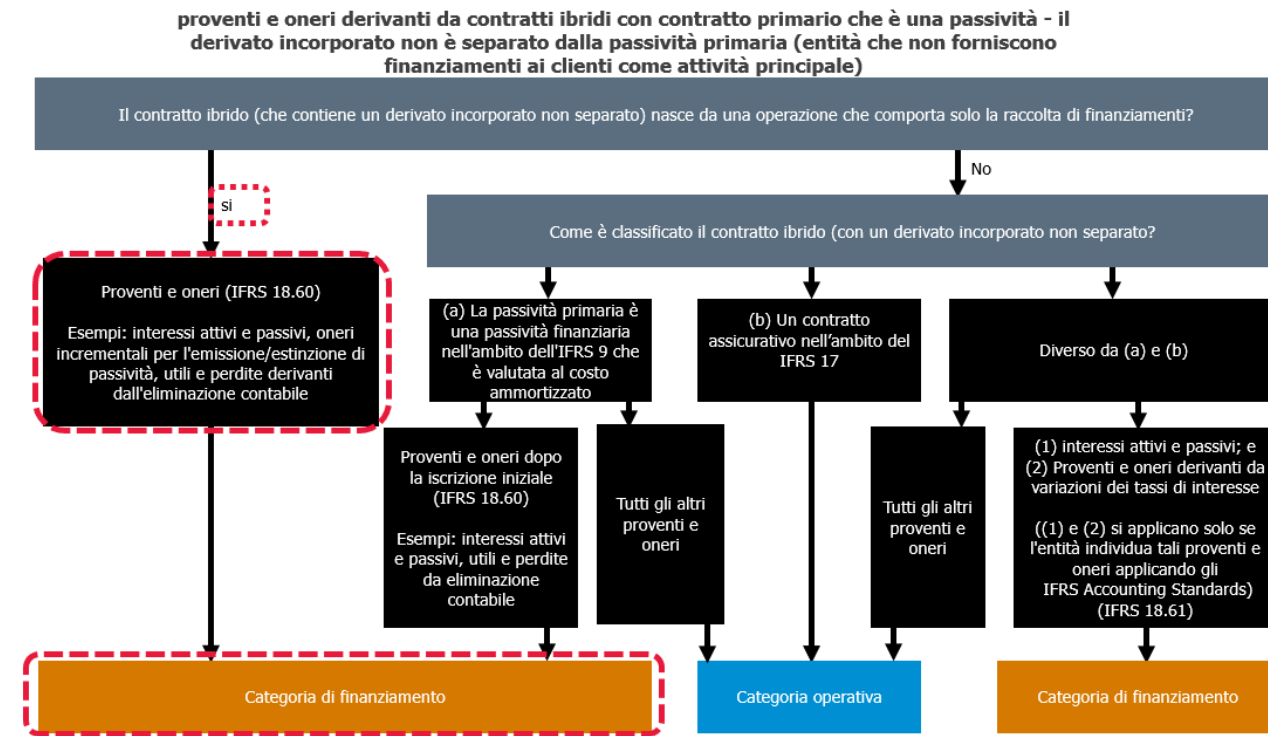 proventi e oneri derivanti da contratti ibridi con contratto primario che è una passività - il
derivato incorporato non è separato dalla passività primaria (entità che non forniscono
finanziamenti ai clienti come attività principale)
Il contratto ibrido (che contiene un derivato incorporato non separato) nasce da una operazione che comporta solo la raccolta di finanziamenti?
si
No
Come è classificato il contratto ibrido (con un derivato incorporato non separato?
Proventi e oneri (IFRS 18.60)
Esempi: interessi attivi e passivi, oneri
incrementali per l'emissione/estinzione di
passività, utili e perdite derivanti
dall'eliminazione contabile
(a) La passività primaria è
una passività finanziaria
nell'ambito dell'IFRS 9 che
è valutata al costo
ammortizzato
(b) Un contratto
assicurativo nell’ambito del
IFRS 17
Diverso da (a) e (b)
Proventi e oneri dopo
la iscrizione iniziale
(IFRS 18.60)
Esempi: interessi attivi
e passivi, utili e perdite
da eliminazione
contabile
Tutti gli altri
proventi e
oneri
Tutti gli altri
proventi e
oneri
(1) interessi attivi e passivi; e
(2) Proventi e oneri derivanti da
variazioni dei tassi di interesse
((1) e (2) si applicano solo se
l'entità individua tali proventi e
oneri applicando gli
IFRS Accounting Standards)
(IFRS 18.61)
Categoria di finanziamento
Categoria operativa
Categoria di finanziamento